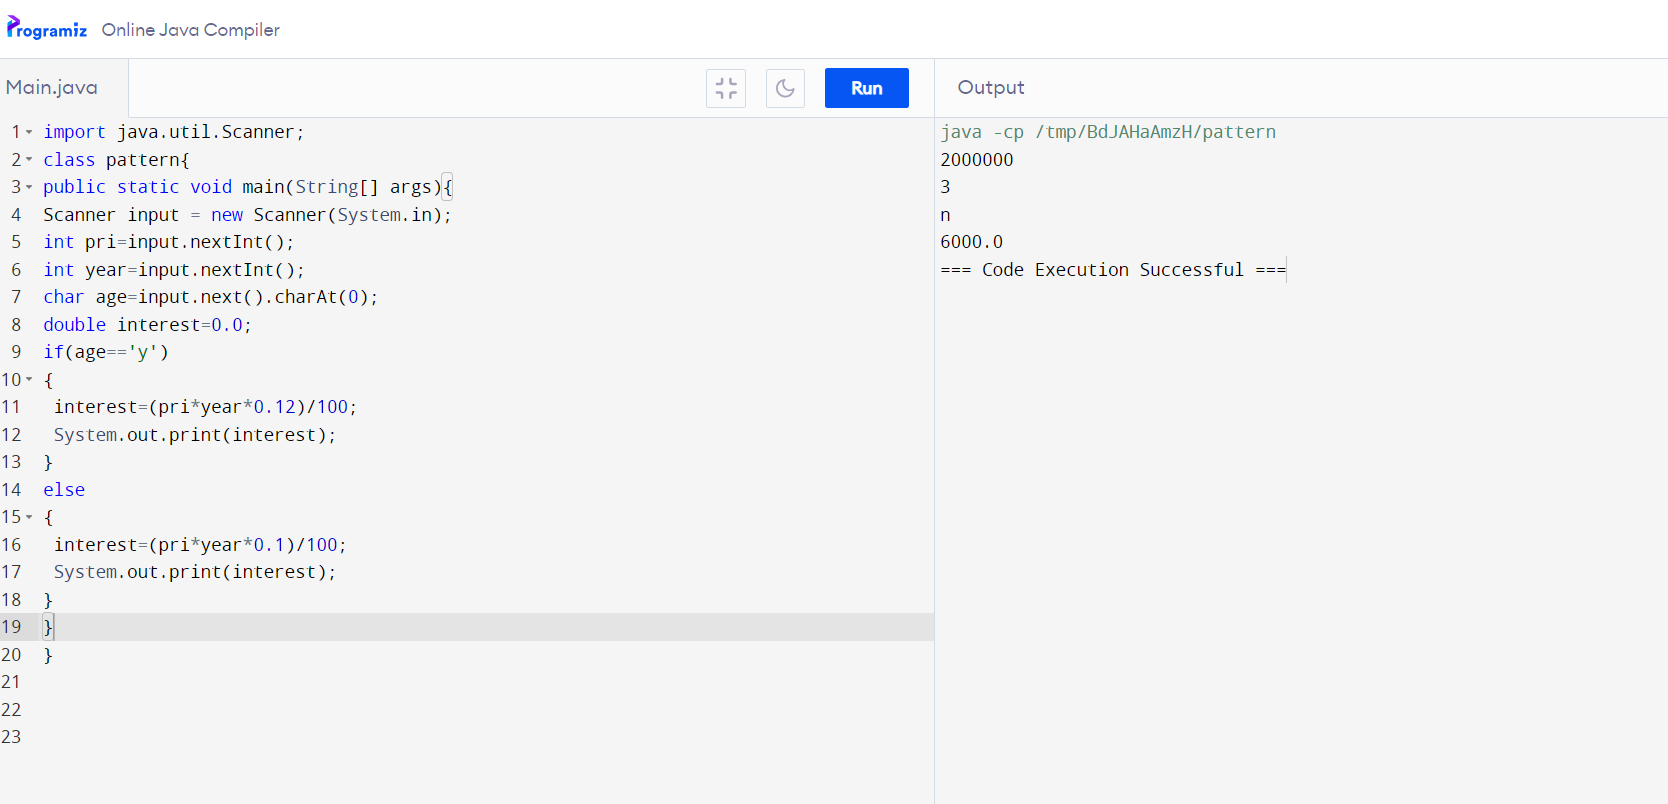 Programiz Online Java Compiler
Main.java
Run
Output
1 import java.util.Scanner;
2 class pattern{
3 public static void main(String[] args){
4 Scanner input = new Scanner(System.in);
5 int pri=input.nextInt();
6 int year=input.nextInt();
7 char age=input.next().charAt(0);
8 double interest=0.0;
9 if(age=='y')
10 {
11 interest=(pri*year*0.12)/100;
12 System.out.print(interest);
13 }
14 else
15 {
16 interest=(pri*year*0.1)/100;
17 System.out.print(interest);
18 }
19 }
20 }
21
22
23
java -cp /tmp/BdJAHaAmzH/pattern
2000000
3
n
6000.0
=== Code Execution Successful ===